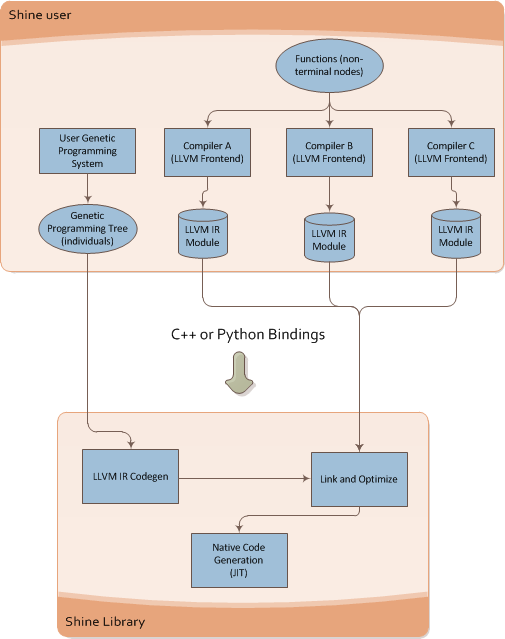 Shine user
Functions (non-
terminal nodes)
User Genetic
Programming
System
Compiler A
(LLVM Frontend)
Compiler B
(LLVM Frontend)
Compiler C
(LLVM Frontend)
Genetic
Programming Tree
(individuals)
LLVM IR
Module
LLVM IR
Module
LLVM IR
Module
C++ or Python Bindings
LLVM IR Codegen
Link and Optimize
Native Code
Generation
(JIT)
Shine Library